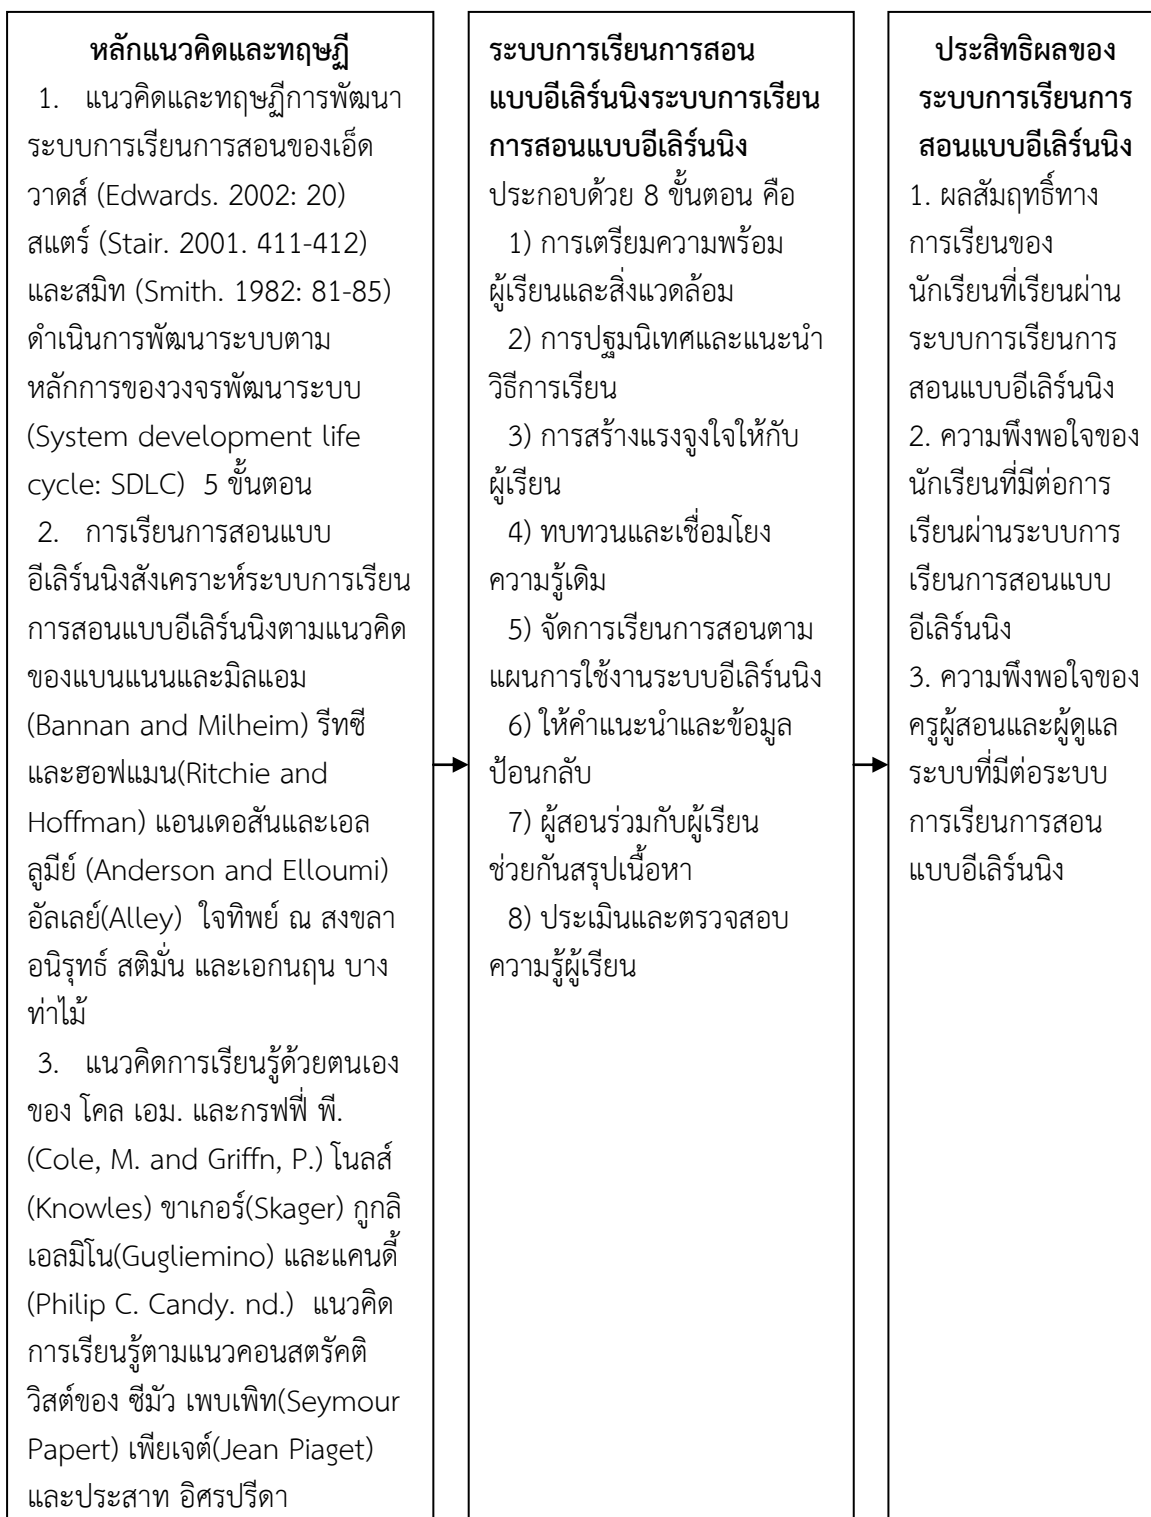 หลักแนวคิดและทฤษฏี
1. แนวคิดและทฤษฏีการพัฒนา
ระบบการเรียนการสอนของเอ็ด
วาดส์ (Edwards. 2002: 20)
สแตร์ (Stair. 2001. 411-412)
และสมิท (Smith. 1982: 81-85)
ดำเนินการพัฒนาระบบตาม
หลักการของวงจรพัฒนาระบบ
(System development life
cycle: SDLC) 5 ขั้นตอน
2. การเรียนการสอนแบบ
อีเลิร์นนิงสังเคราะห์ระบบการเรียน
การสอนแบบอีเลิร์นนิงตามแนวคิด
ของแบนแนนและมิลแอม
(Bannan and Milheim) รีทซี
และฮอฟแมน(Ritchie and
Hoffman) แอนเดอสันและเอล
ลูมีย์ (Anderson and Elloumi)
อัลเลย์(Alley) ใจทิพย์ ณ สงขลา
อนิรุทธ์ สติมั่น และเอกนฤน บาง
ท่าไม้
3. แนวคิดการเรียนรู้ด้วยตนเอง
ของ โคล เอม. และกรฟฟี่ พี.
(Cole, M. and Griffn, P.) โนลส์
(Knowles) ขาเกอร์(Skager) กูกลิ
เอลมิโน(Gugliemino) และแคนดี้
(Philip C. Candy. nd.) แนวคิด
การเรียนรู้ตามแนวคอนสตรัคติ
วิสต์ของ ซีมัว เพบเพิท(Seymour
Papert) เพียเจต์(Jean Piaget)
และประสาท อิศรปรีดา
ระบบการเรียนการสอน
แบบอีเลิร์นนิงระบบการเรียน
การสอนแบบอีเลิร์นนิง
ประกอบด้วย 8 ขั้นตอน คือ
1) การเตรียมความพร้อม
ผู้เรียนและสิ่งแวดล้อม
2) การปฐมนิเทศและแนะนำ
วิธีการเรียน
3) การสร้างแรงจูงใจให้กับ
ผู้เรียน
4) ทบทวนและเชื่อมโยง
ความรู้เดิม
5) จัดการเรียนการสอนตาม
แผนการใช้งานระบบอีเลิร์นนิง
6) ให้คำแนะนำและข้อมูล
ป้อนกลับ
7) ผู้สอนร่วมกับผู้เรียน
ช่วยกันสรุปเนื้อหา
8) ประเมินและตรวจสอบ
ความรู้ผู้เรียน
ประสิทธิผลของ
ระบบการเรียนการ
สอนแบบอีเลิร์นนิง
1. ผลสัมฤทธิ์ทาง
การเรียนของ
นักเรียนที่เรียนผ่าน
ระบบการเรียนการ
สอนแบบอีเลิร์นนิง
2. ความพึงพอใจของ
นักเรียนที่มีต่อการ
เรียนผ่านระบบการ
เรียนการสอนแบบ
อีเลิร์นนิง
3. ความพึงพอใจของ
ครูผู้สอนและผู้ดูแล
ระบบที่มีต่อระบบ
การเรียนการสอน
แบบอีเลิร์นนิง